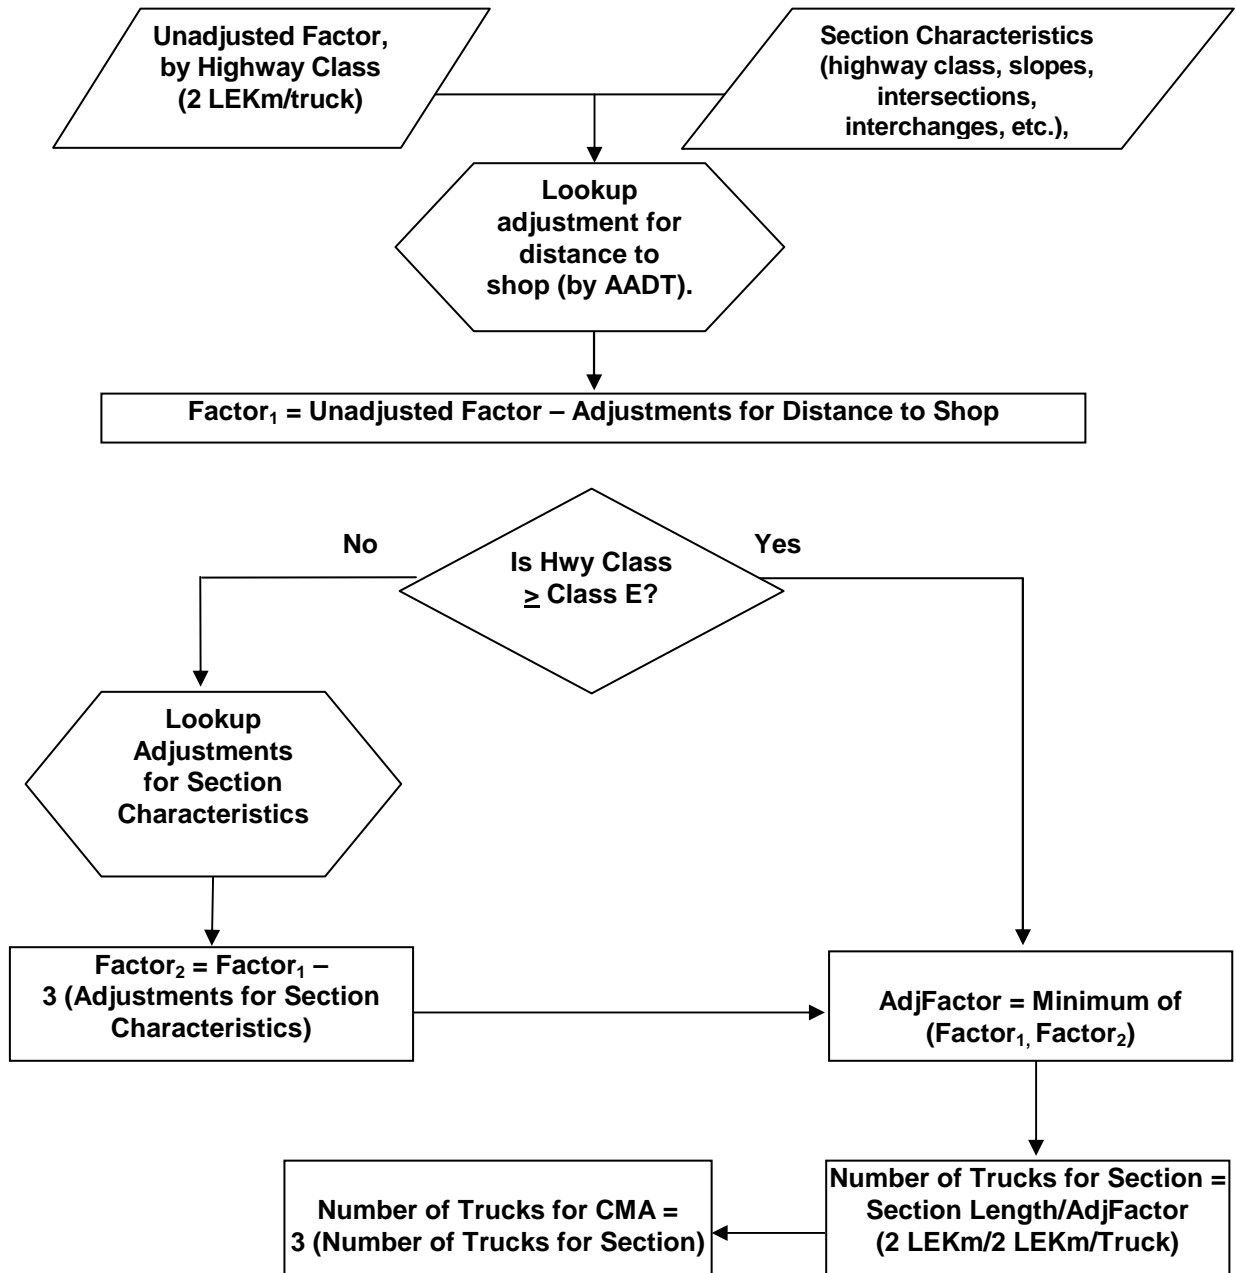 Unadjusted Factor,
by Highway Class
(2 LEKm/truck)
Section Characteristics
(highway class, slopes,
intersections,
interchanges, etc.),
Lookup
adjustment for
distance to
shop (by AADT).
Factor₁ = Unadjusted Factor – Adjustments for Distance to Shop
No
Yes
Is Hwy Class
≥ Class E?
Lookup
Adjustments
for Section
Characteristics
Factor₂ = Factor₁ –
3 (Adjustments for Section
Characteristics)
AdjFactor = Minimum of
(Factor₁, Factor₂)
Number of Trucks for Section =
Section Length/AdjFactor
(2 LEKm/2 LEKm/Truck)
Number of Trucks for CMA =
3 (Number of Trucks for Section)